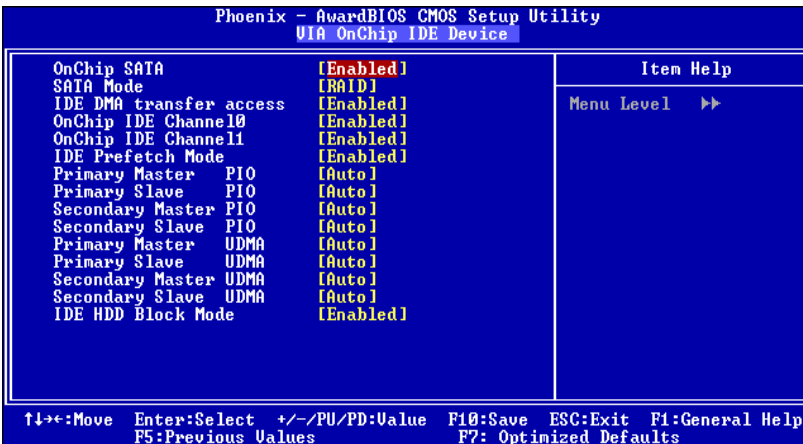 Phoenix - AwardBIOS CMOS Setup Utility
VIA OnChip IDE Device
OnChip SATA [Enabled]
SATA Mode [RAID]
IDE DMA transfer access [Enabled]
OnChip IDE Channel0 [Enabled]
OnChip IDE Channel1 [Enabled]
IDE Prefetch Mode [Enabled]
Primary Master PIO [Auto]
Primary Slave PIO [Auto]
Secondary Master PIO [Auto]
Secondary Slave PIO [Auto]
Primary Master UDMA [Auto]
Primary Slave UDMA [Auto]
Secondary Master UDMA [Auto]
Secondary Slave UDMA [Auto]
IDE HDD Block Mode [Enabled]
Item Help
Menu Level ►►
↑↓→←:Move Enter:Select +/-/PU/PD:Value F10:Save ESC:Exit F1:General Help
F5:Previous Values F7: Optimized Defaults